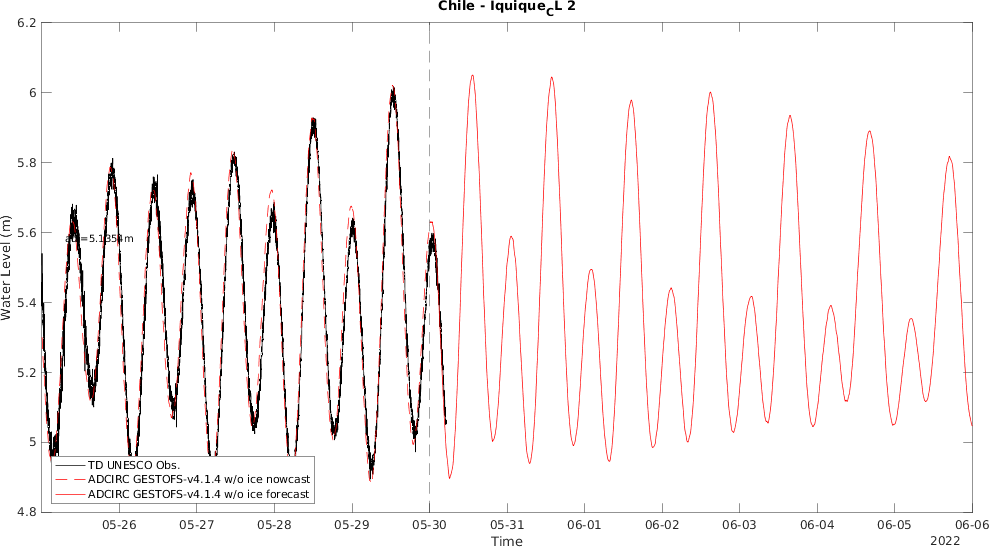 Chile - Iquique_CL 2
Water Level (m)
6.2
6
5.8
5.6
5.4
5.2
5
4.8
=5.1354m
TD UNESCO Obs.
ADCIRC GESTOFS-v4.1.4 w/o ice nowcast
ADCIRC GESTOFS-v4.1.4 w/o ice forecast
05-26 05-27 05-28 05-29 05-30 05-31 06-01 06-02 06-03 06-04 06-05 06-06
Time
2022